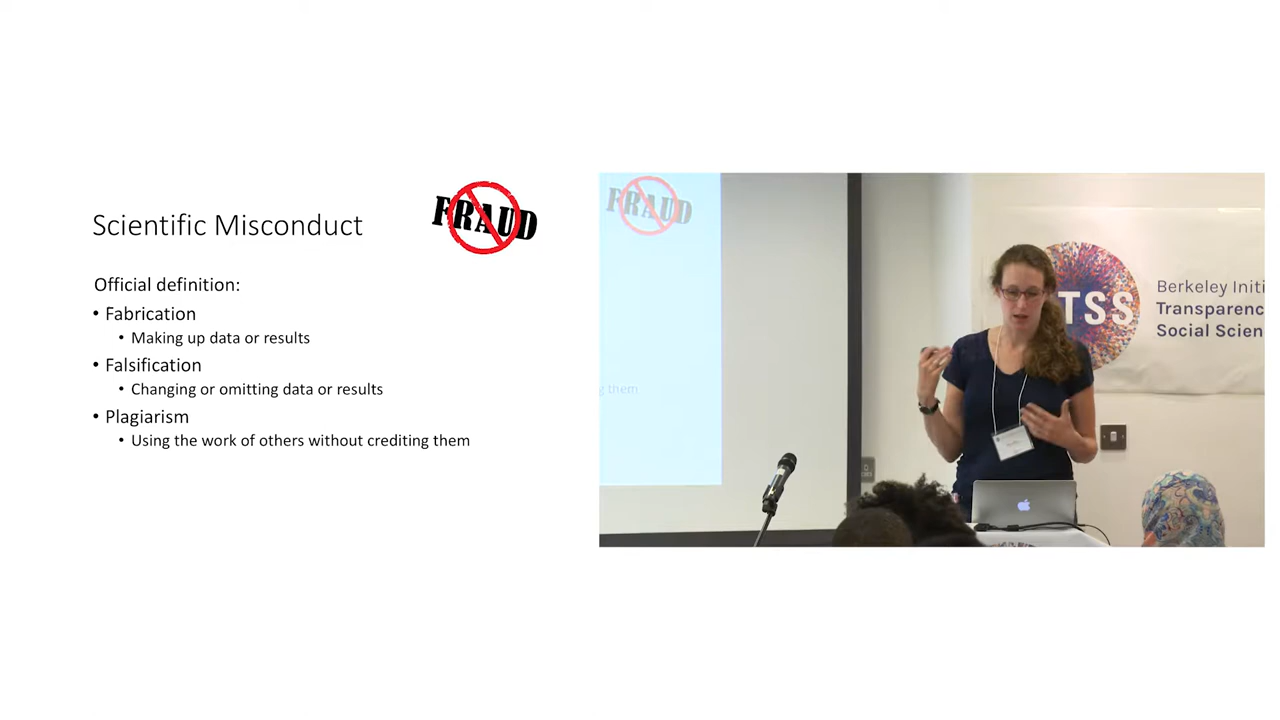 Scientific Misconduct
FRAUD
Official definition:
• Fabrication
• Making up data or results
• Falsification
• Changing or omitting data or results
• Plagiarism
• Using the work of others without crediting them
FRAUD
them
TSS
Berkeley Initi
Transparenc
Social Scien